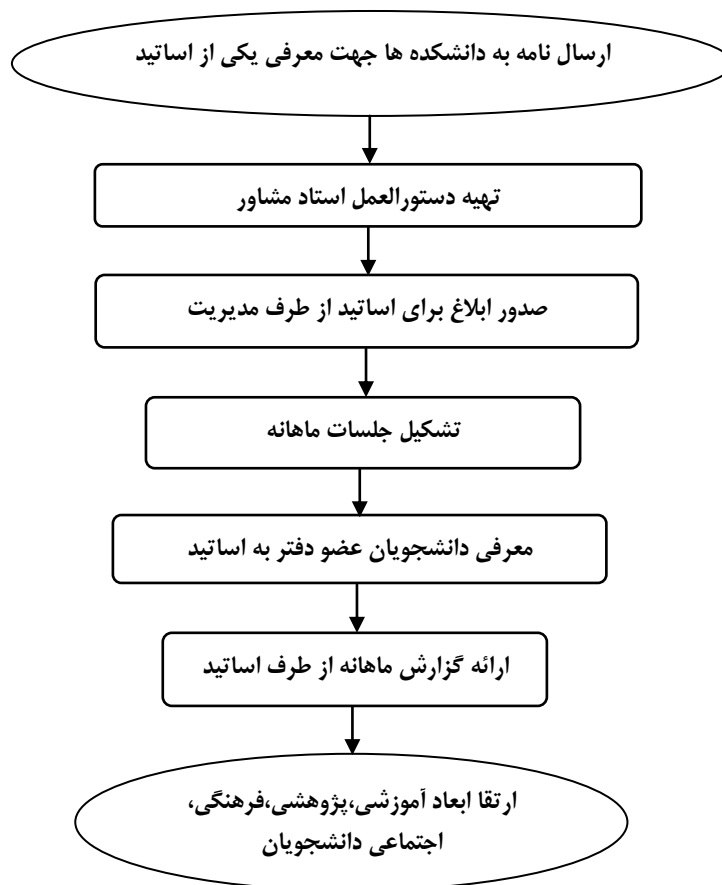 ارسال نامه به دانشکده ها جهت معرفی یکی از اساتید
تهیه دستورالعمل استاد مشاور
صدور ابلاغ برای اساتید از طرف مدیریت
تشکیل جلسات ماهانه
معرفی دانشجویان عضو دفتر به اساتید
ارائه گزارش ماهانه از طرف اساتید
ارتقا ابعاد آموزشی،پژوهشی،فرهنگی،
اجتماعی دانشجویان